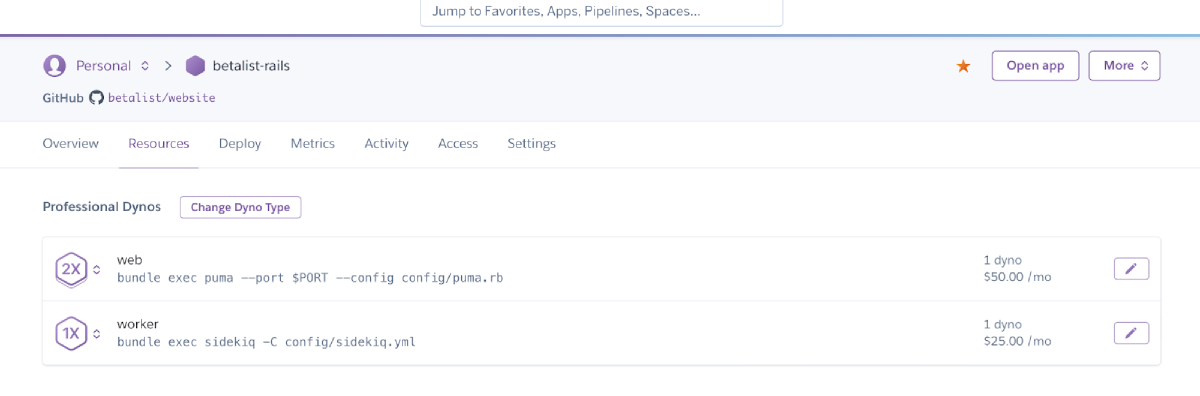 Jump to Favorites, Apps, Pipelines, Spaces...
Personal > betalist-rails Open app More
GitHub betalist/website
Overview Resources Deploy Metrics Activity Access Settings
Professional Dynos Change Dyno Type
2X web 1 dyno
bundle exec puma --port $PORT --config config/puma.rb $50.00 /mo
1X worker 1 dyno
bundle exec sidekiq -C config/sidekiq.yml $25.00 /mo